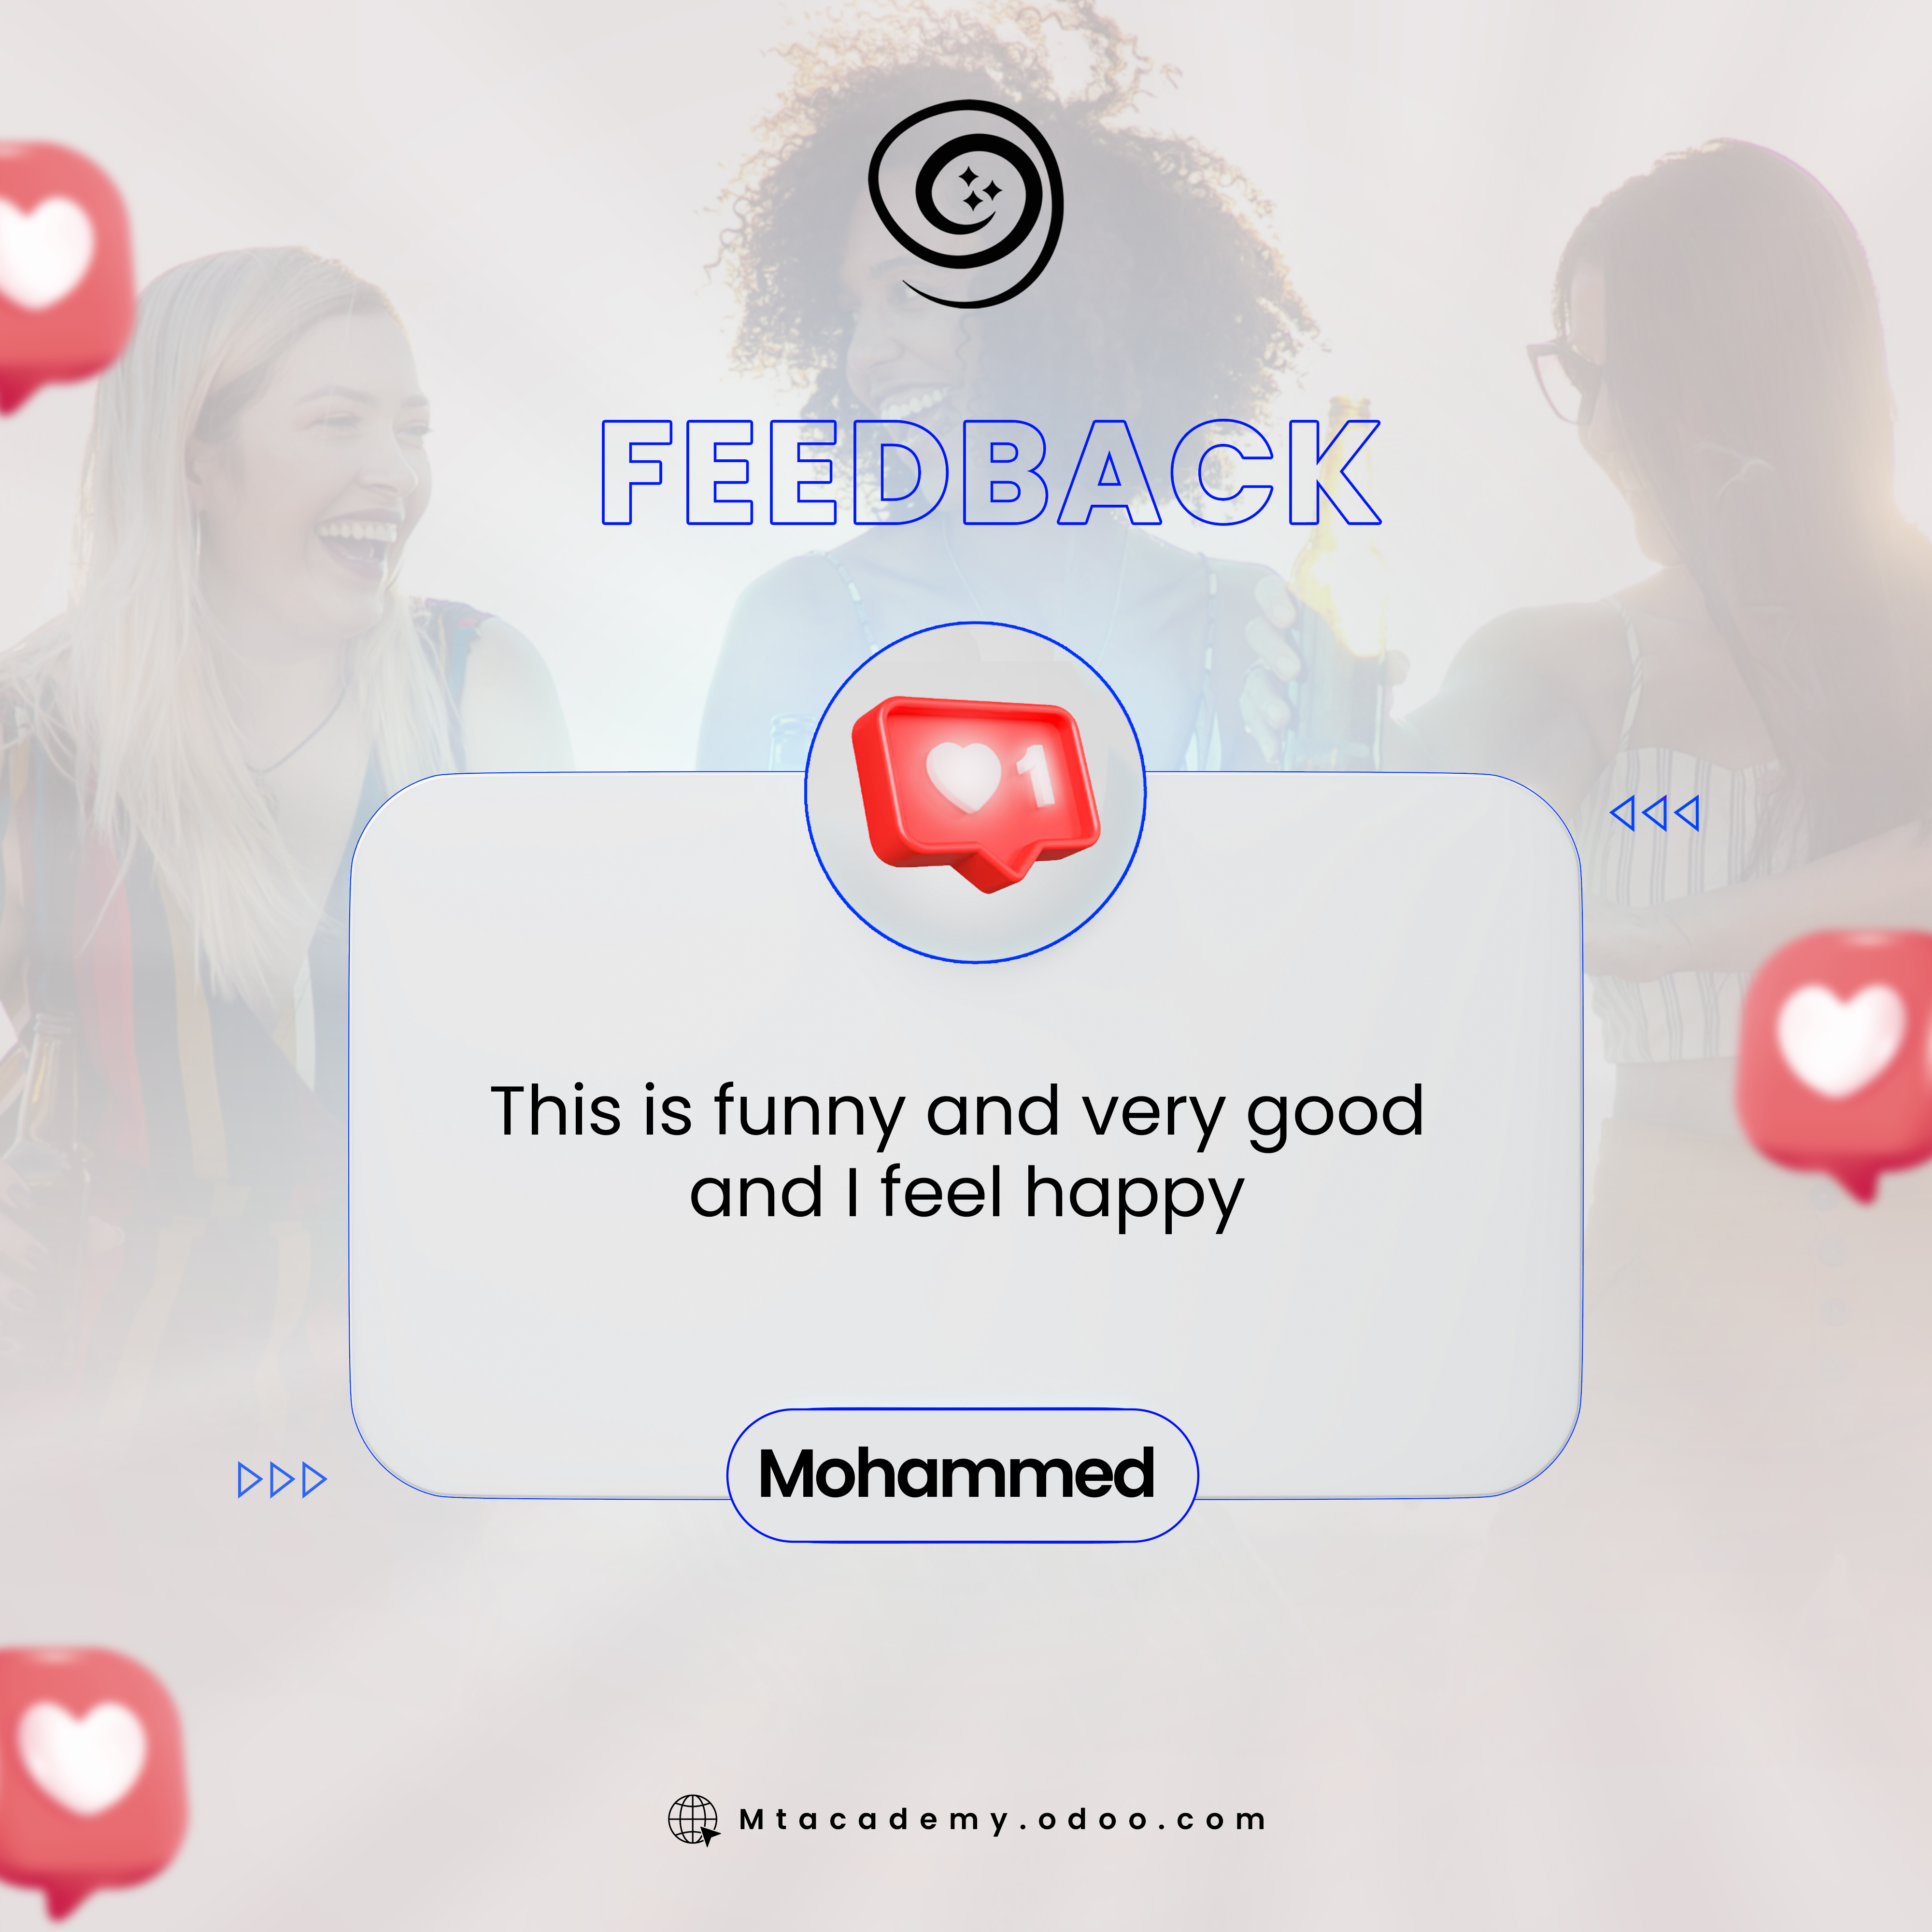 FEEDBACK
1
This is funny and very good
and I feel happy
Mohammed
Mtacademy.odoo.com